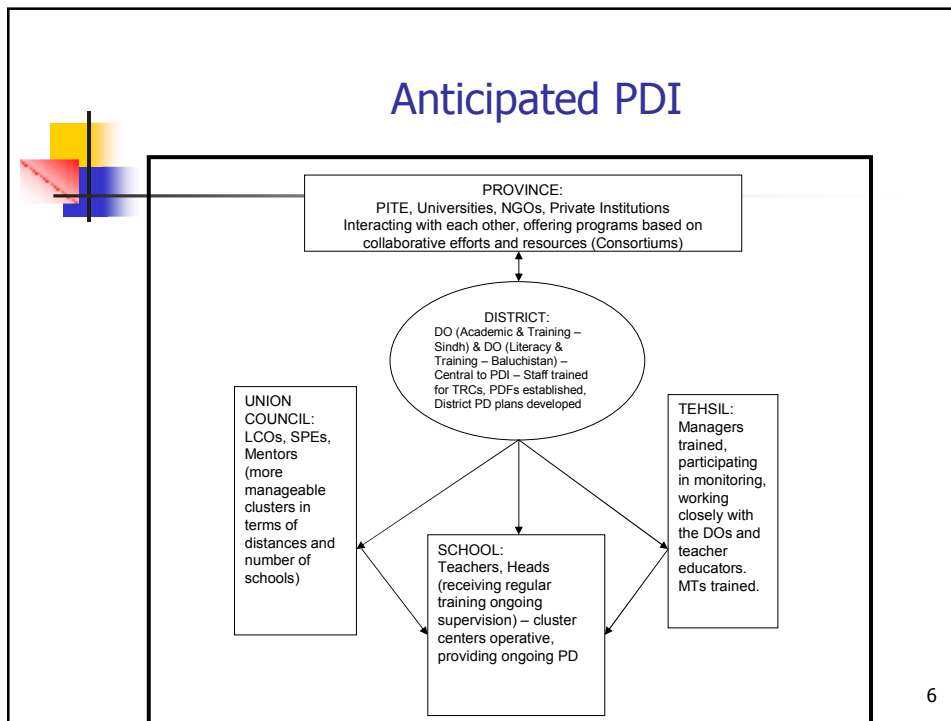 Anticipated PDI
PROVINCE:
PITE, Universities, NGOs, Private Institutions
Interacting with each other, offering programs based on
collaborative efforts and resources (Consortiums)
DISTRICT:
DO (Academic & Training –
Sindh) & DO (Literacy &
Training – Baluchistan) –
Central to PDI – Staff trained
for TRCs, PDFs established,
District PD plans developed
UNION
COUNCIL:
LCOs, SPEs,
Mentors
(more
manageable
clusters in
terms of
distances and
number of
schools)
SCHOOL:
Teachers, Heads
(receiving regular
training ongoing
supervision) – cluster
centers operative,
providing ongoing PD
TEHSIL:
Managers
trained,
participating
in monitoring,
working
closely with
the DOs and
teacher
educators.
MTs trained.
6